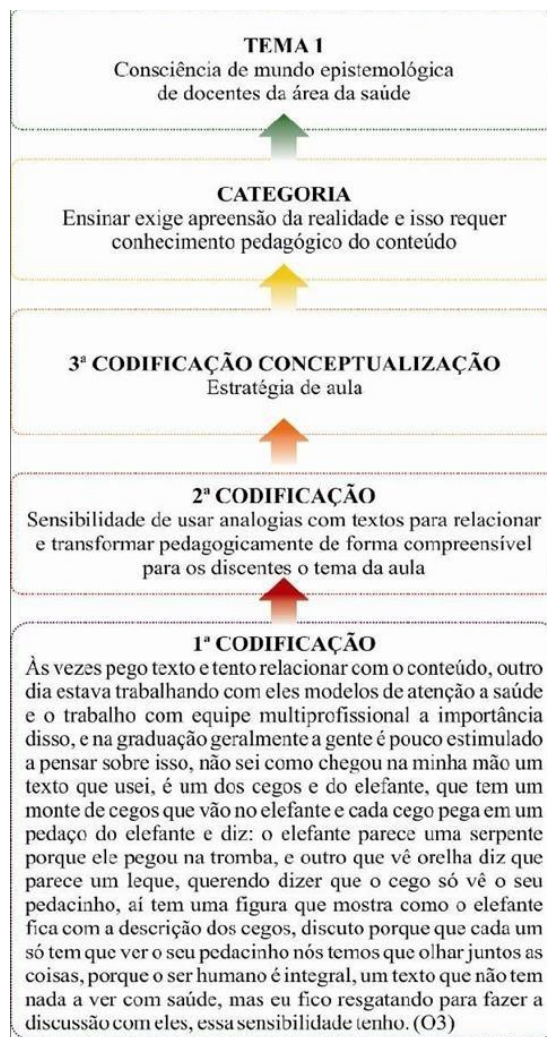 TEMA 1
Consciência de mundo epistemológica
de docentes da área da saúde
CATEGORIA
Ensinar exige apreensão da realidade e isso requer
conhecimento pedagógico do conteúdo
3ª CODIFICAÇÃO CONCEPTUALIZAÇÃO
Estratégia de aula
2ª CODIFICAÇÃO
Sensibilidade de usar analogias com textos para relacionar
e transformar pedagogicamente de forma compreensível
para os discentes o tema da aula
1ª CODIFICAÇÃO
Às vezes pego texto e tento relacionar com o conteúdo, outro
dia estava trabalhando com eles modelos de atenção a saúde
e o trabalho com equipe multiprofissional a importância
disso, e na graduação geralmente a gente é pouco estimulado
a pensar sobre isso, não sei como chegou na minha mão um
texto que usei, é um dos cegos e do elefante, que tem um
monte de cegos que vão no elefante e cada cego pega em um
pedaço do elefante e diz: o elefante parece uma serpente
porque ele pegou na tromba, e outro que vê orelha diz que
parece um leque, querendo dizer que o cego só vê o seu
pedacinho, aí tem uma figura que mostra como o elefante
fica com a descrição dos cegos, discuto porque que cada um
só tem que ver o seu pedacinho nós temos que olhar juntos as
coisas, porque o ser humano é integral, um texto que não tem
nada a ver com saúde, mas eu fico resgatando para fazer a
discussão com eles, essa sensibilidade tenho. (O3)